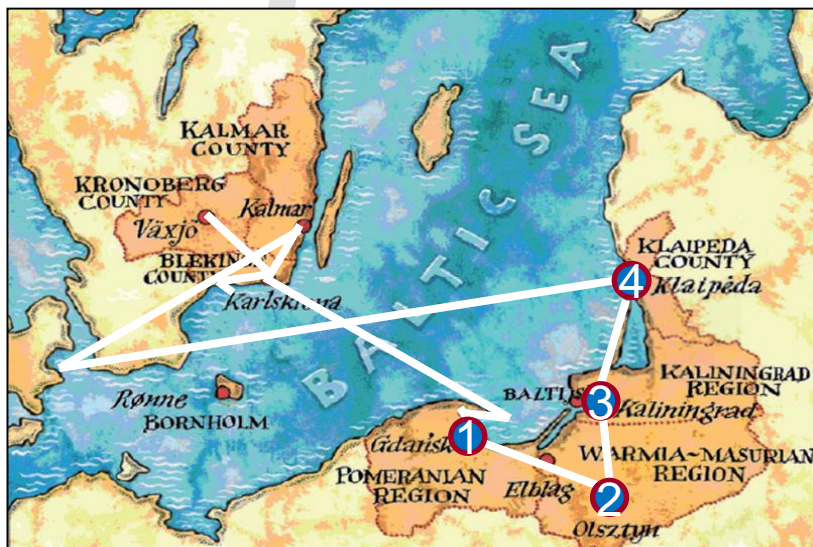 KALMAR
COUNTY
KRONOBERG
COUNTY
Växjö
Kalmar
BLEKINGE
COUNTY
Karlskrona
BALTIC SEA
KLAIPEDA
COUNTY
4
Klaipėda
Rønne
BORNHOLM
KALININGRAD
REGION
BALTIJSK
3
Kaliningrad
1
Gdańsk
POMERANIAN
REGION
Elbląg
WARMIA~MASURIAN
REGION
2
Olsztyn